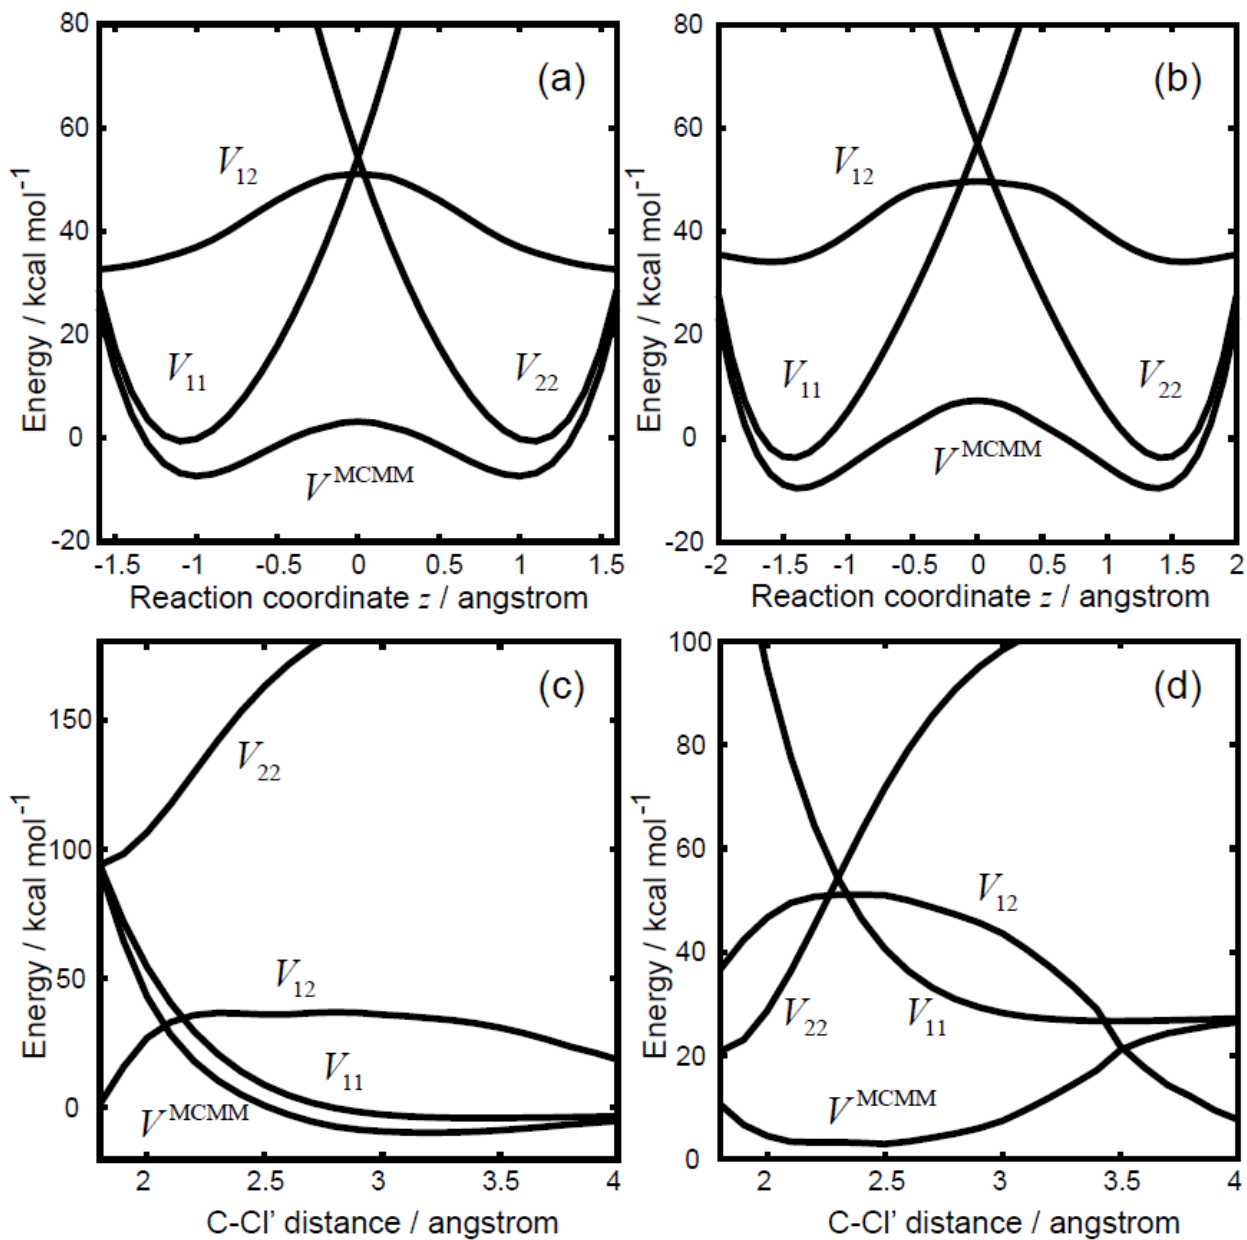 80
60
40
20
0
-20
Energy / kcal mol⁻¹
(a)
V₁₂
V₁₁
V₂₂
V^MCMM
-1.5 -1 -0.5 0 0.5 1 1.5
Reaction coordinate z / angstrom
80
60
40
20
0
-20
Energy / kcal mol⁻¹
(b)
V₁₂
V₁₁
V₂₂
V^MCMM
-2 -1.5 -1 -0.5 0 0.5 1 1.5 2
Reaction coordinate z / angstrom
150
100
50
0
Energy / kcal mol⁻¹
(c)
V₂₂
V₁₂
V₁₁
V^MCMM
2 2.5 3 3.5 4
C-Cl' distance / angstrom
100
80
60
40
20
0
Energy / kcal mol⁻¹
(d)
V₁₂
V₂₂
V₁₁
V^MCMM
2 2.5 3 3.5 4
C-Cl' distance / angstrom